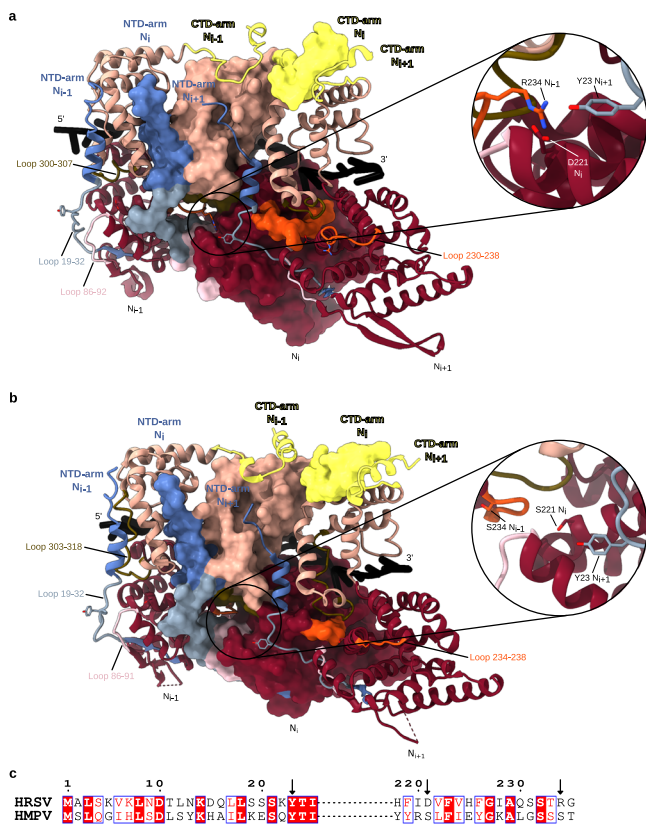 a
NTD-arm
Ni
CTD-arm
Ni-1
CTD-arm
Ni
CTD-arm
Ni+1
NTD-arm
Ni-1
NTD-arm
Ni+1
5'
3'
Loop 300-307
Loop 19-32
Loop 86-92
Loop 230-238
Ni-1
Ni
Ni+1
R234 Ni-1
Y23 Ni+1
D221
Ni
b
NTD-arm
Ni
CTD-arm
Ni-1
CTD-arm
Ni
CTD-arm
Ni+1
NTD-arm
Ni-1
NTD-arm
Ni+1
5'
3'
Loop 303-318
Loop 19-32
Loop 86-91
Loop 234-238
Ni-1
Ni
Ni+1
S221 Ni
S234 Ni-1
Y23 Ni+1
c
1 10 20 220 230
HRSV MALSKVKLNDTLNKDQLLSSSKYTI------------HFIDVFVHFGIAQSSTRG
HMPV MSLQGIHLSDLSYKHAILKESQYTI------------YYRSLFIEYGKALGSSST